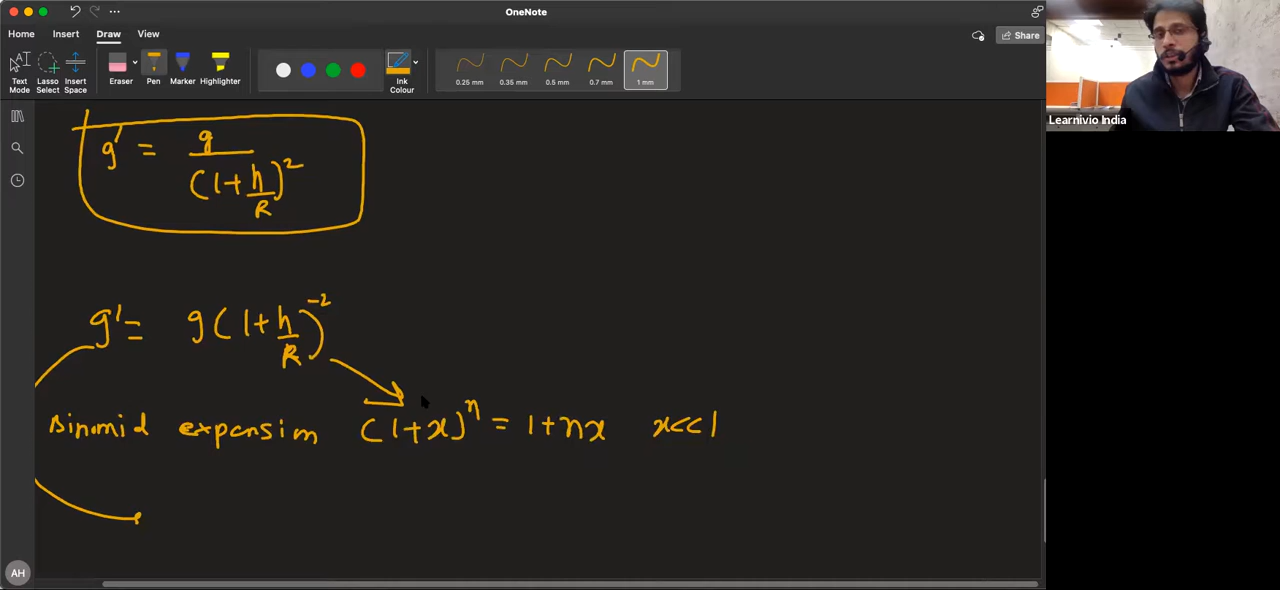 OneNote
Home Insert Draw View
Share
Text Mode
Lasso Select
Insert Space
Eraser
Pen
Marker
Highlighter
Ink Colour
0.25 mm
0.35 mm
0.5 mm
0.7 mm
1 mm
Learnivio India
g' = g / (1+h/R)²
g' = g(1+h/R)⁻²
Binomial expansion (1+x)ⁿ = 1+nx x<<1
AH